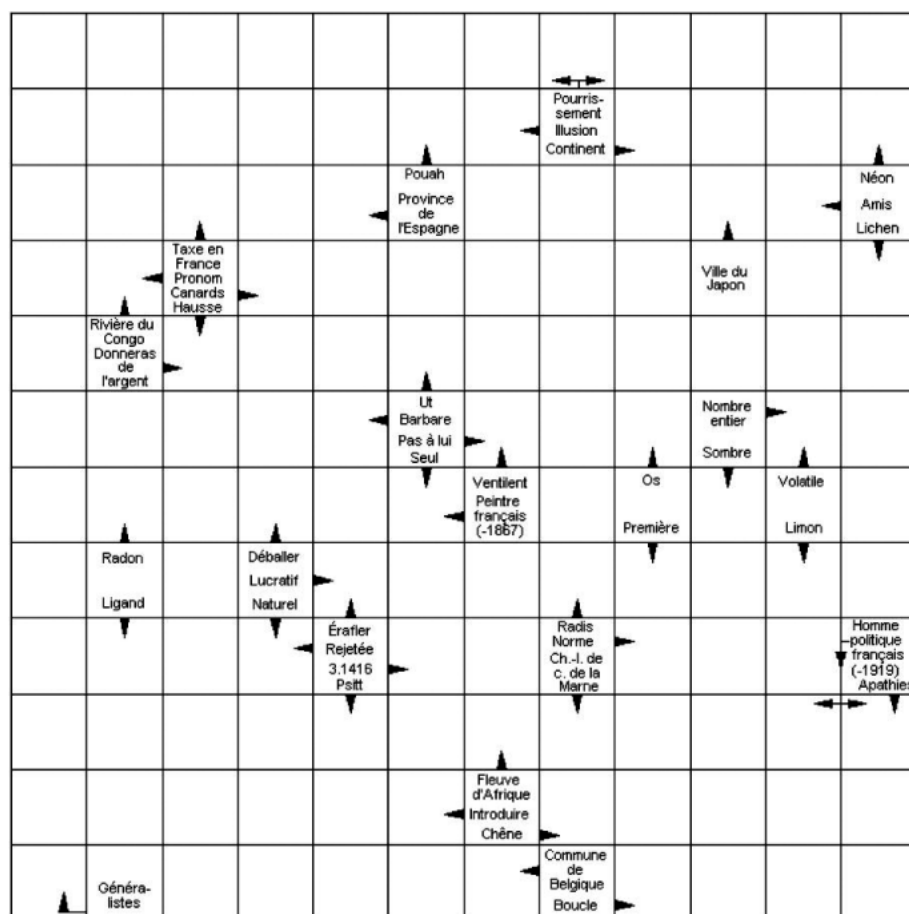 Pourris-
sement
Illusion
Continent
Pouah
Province
de
l'Espagne
Néon
Amis
Lichen
Taxe en
France
Pronom
Canards
Hausse
Ville du
Japon
Rivière du
Congo
Donneras
de
l'argent
Ut
Barbare
Pas à lui
Seul
Nombre
entier
Sombre
Ventilent
Peintre
français
(-1867)
Os
Première
Volatile
Limon
Radon
Ligand
Déballer
Lucratif
Naturel
Érafler
Rejetée
3,1416
Psitt
Radis
Norme
Ch.-l. de
c. de la
Marne
Homme
politique
français
(-1919)
Apathies
Fleuve
d'Afrique
Introduire
Chêne
Commune
de
Belgique
Boucle
Généra-
listes